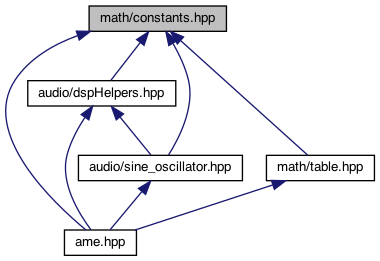 math/constants.hpp
audio/dspHelpers.hpp
audio/sine_oscillator.hpp
math/table.hpp
ame.hpp